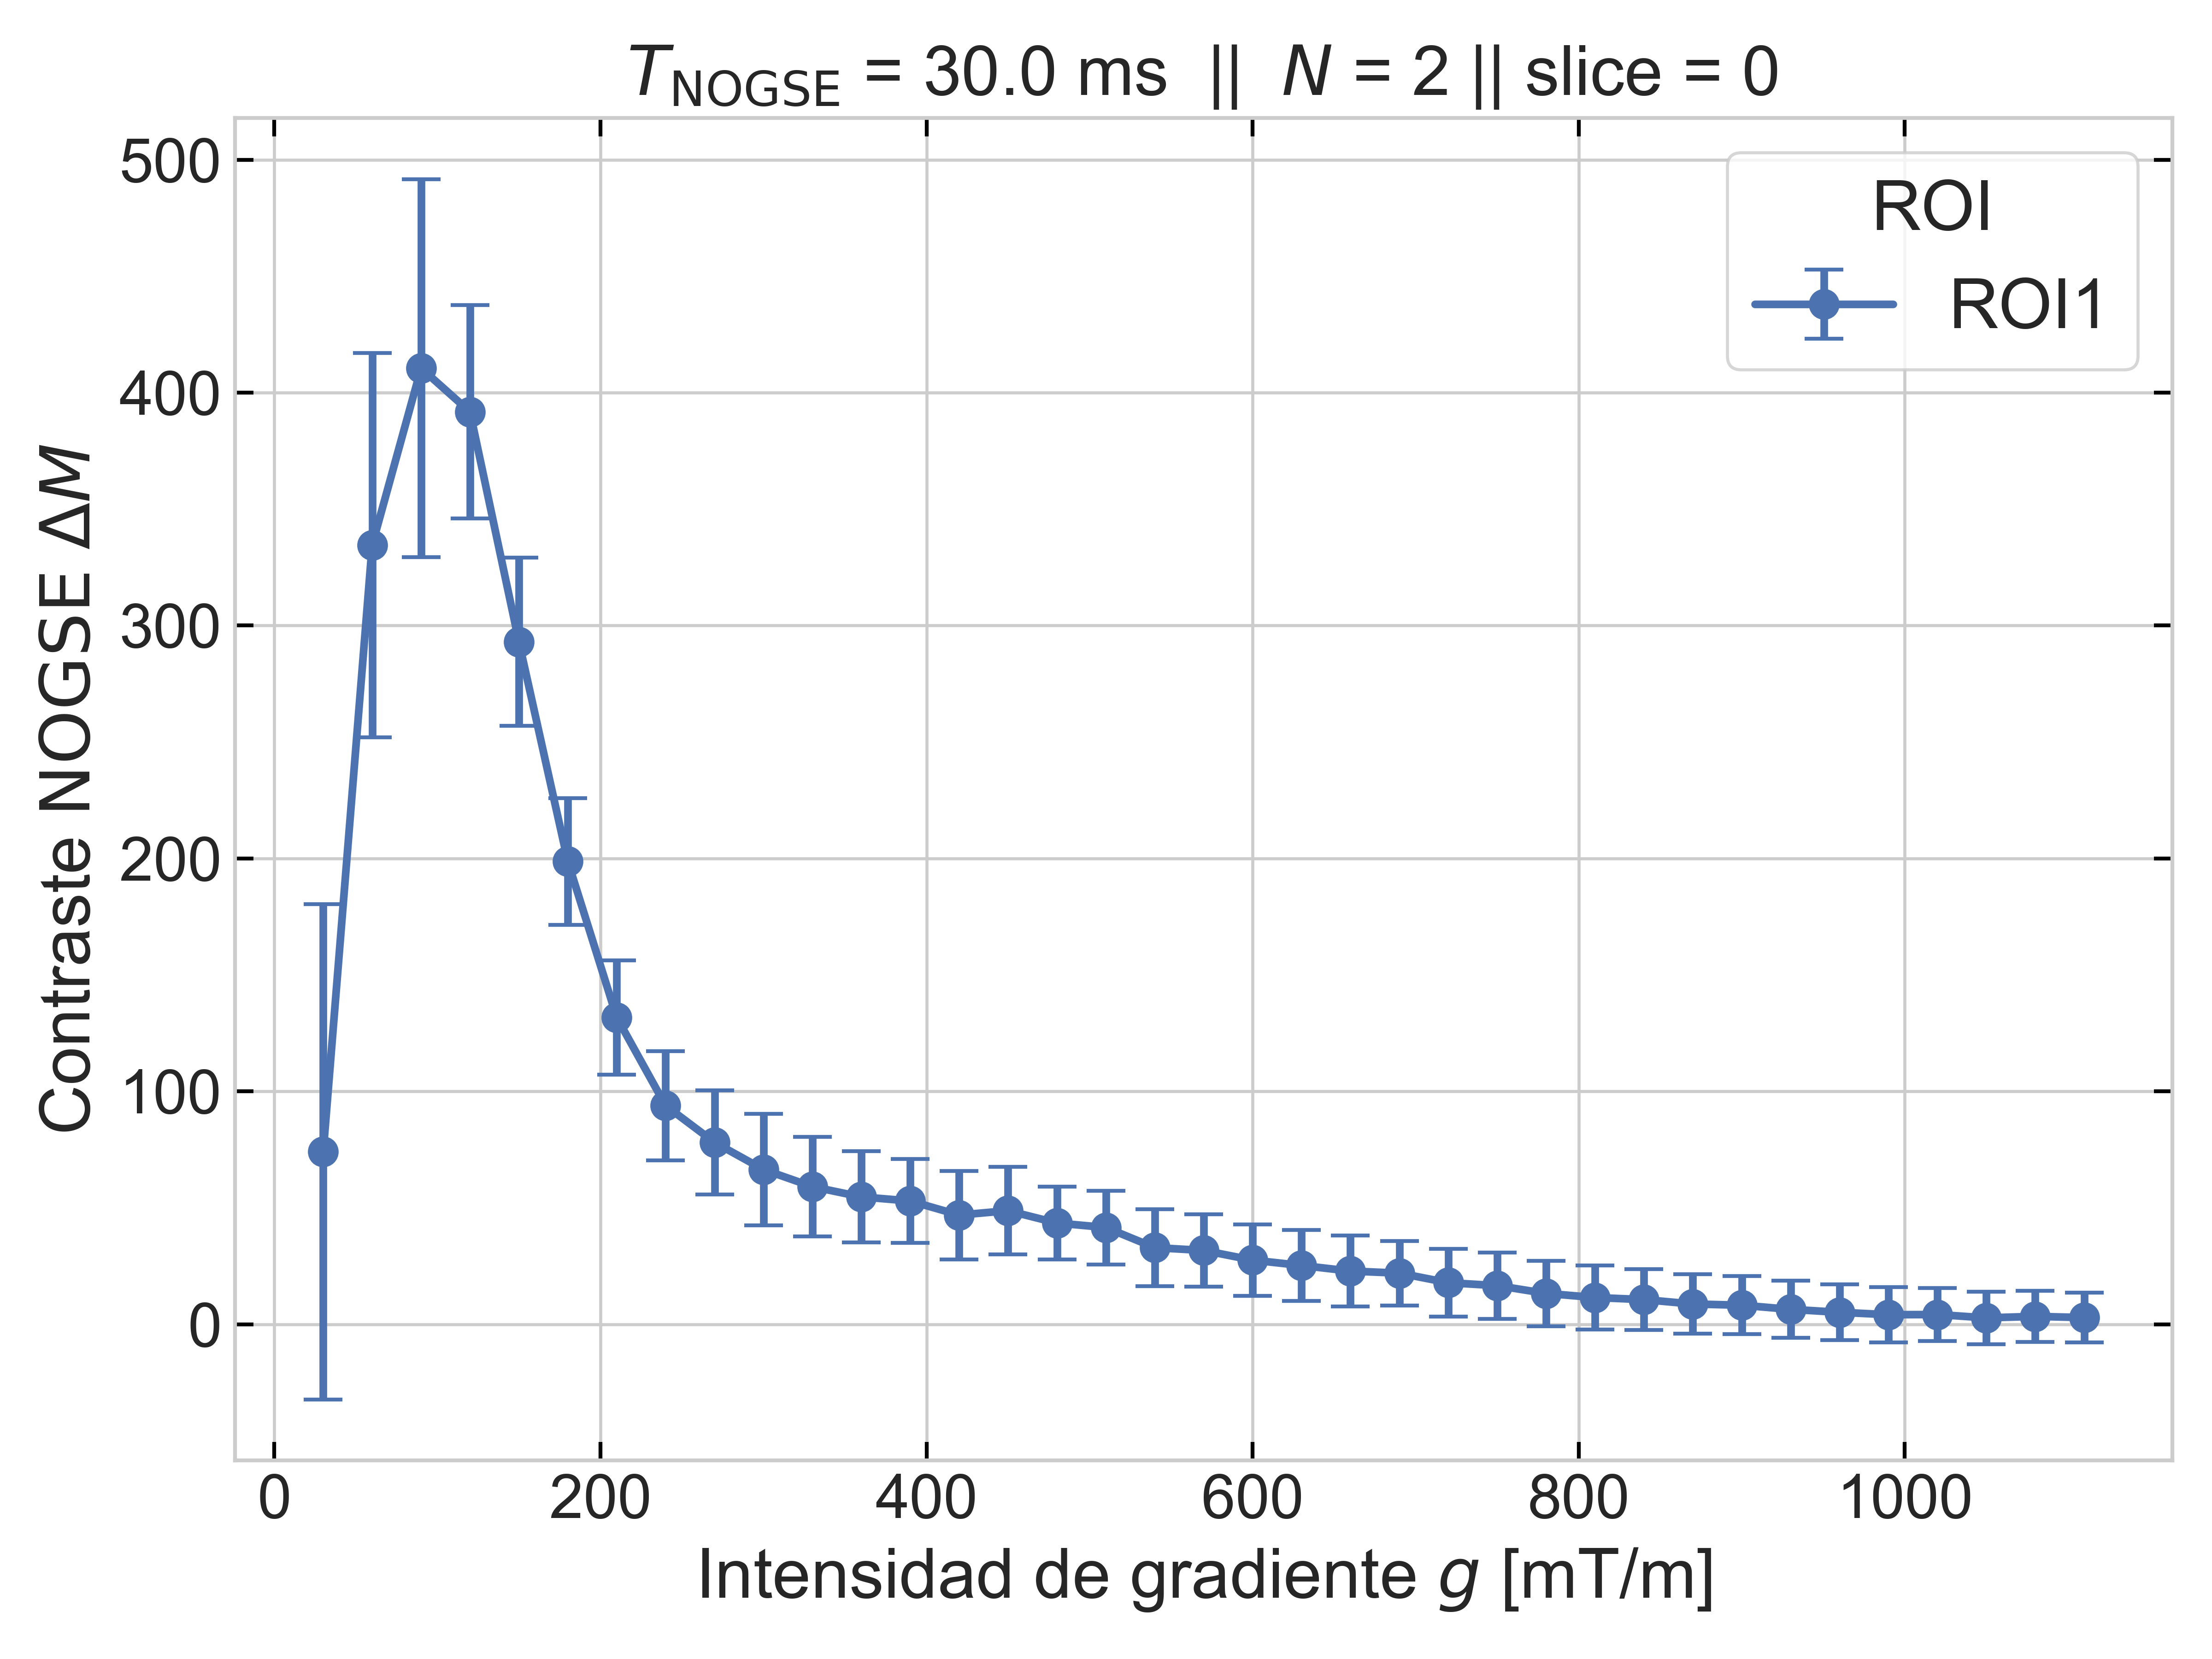 T_NOGSE = 30.0 ms || N = 2 || slice = 0
500
400
300
200
100
0
Contraste NOGSE ΔM
ROI
ROI1
0 200 400 600 800 1000
Intensidad de gradiente g [mT/m]